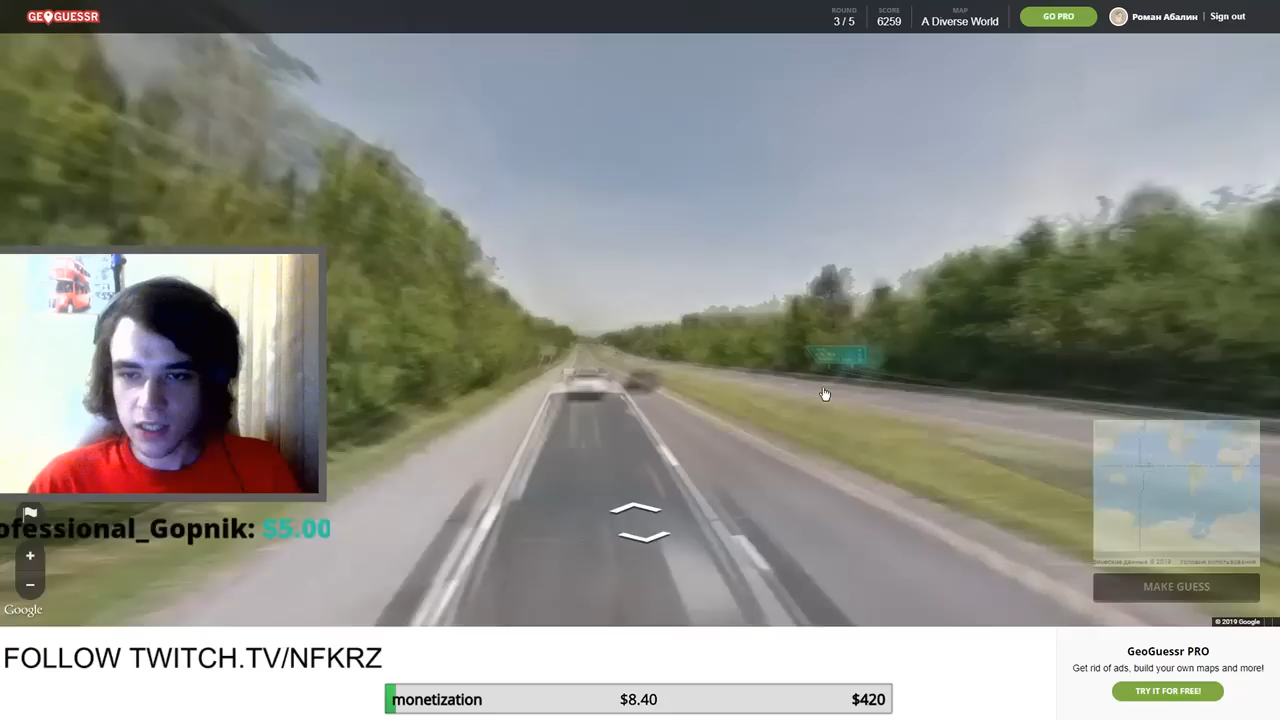 GEOGUESSR
ROUND
3 / 5
SCORE
6259
MAP
A Diverse World
GO PRO
Роман Абалин
Sign out
ofessional_Gopnik: $5.00
+
−
Google
условия использования
MAKE GUESS
© 2019 Google
FOLLOW TWITCH.TV/NFKRZ
monetization $8.40 $420
GeoGuessr PRO
Get rid of ads, build your own maps and more!
TRY IT FOR FREE!